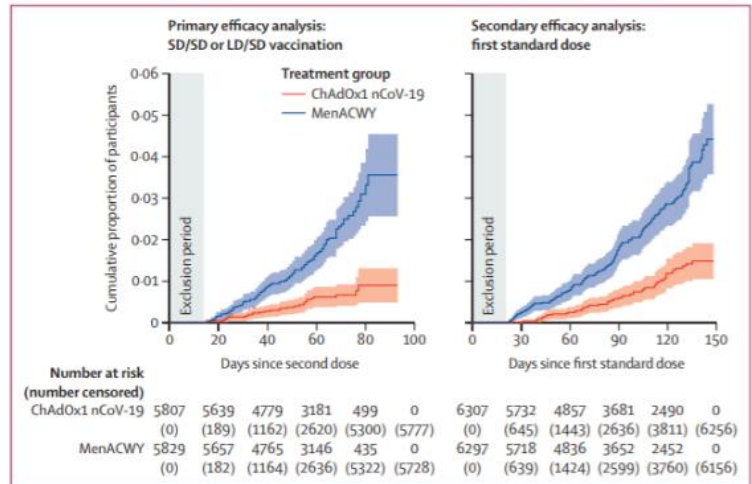 Primary efficacy analysis:
SD/SD or LD/SD vaccination
Secondary efficacy analysis:
first standard dose
Treatment group
ChAdOx1 nCoV-19
MenACWY
Cumulative proportion of participants
0·06
0·05
0·04
0·03
0·02
0·01
0
Exclusion period
Exclusion period
0 20 40 60 80 100
0 30 60 90 120 150
Days since second dose
Days since first standard dose
Number at risk
(number censored)
ChAdOx1 nCoV-19 5807 5639 4779 3181 499 0 6307 5732 4857 3681 2490 0
(0) (189) (1162) (2620) (5300) (5777) (0) (645) (1443) (2636) (3811) (6256)
MenACWY 5829 5657 4765 3146 435 0 6297 5718 4836 3652 2452 0
(0) (182) (1164) (2636) (5322) (5728) (0) (639) (1424) (2599) (3760) (6156)